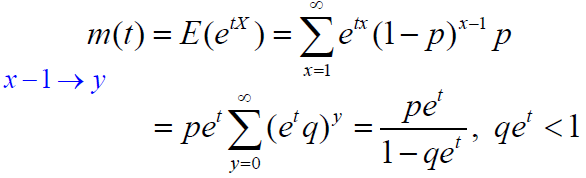 m(t) = E(e^{tX}) = \sum_{x=1}^{\infty} e^{tx}(1-p)^{x-1} p
x-1 → y
= pe^t \sum_{y=0}^{\infty} (e^t q)^y = \frac{pe^t}{1-qe^t}, qe^t < 1